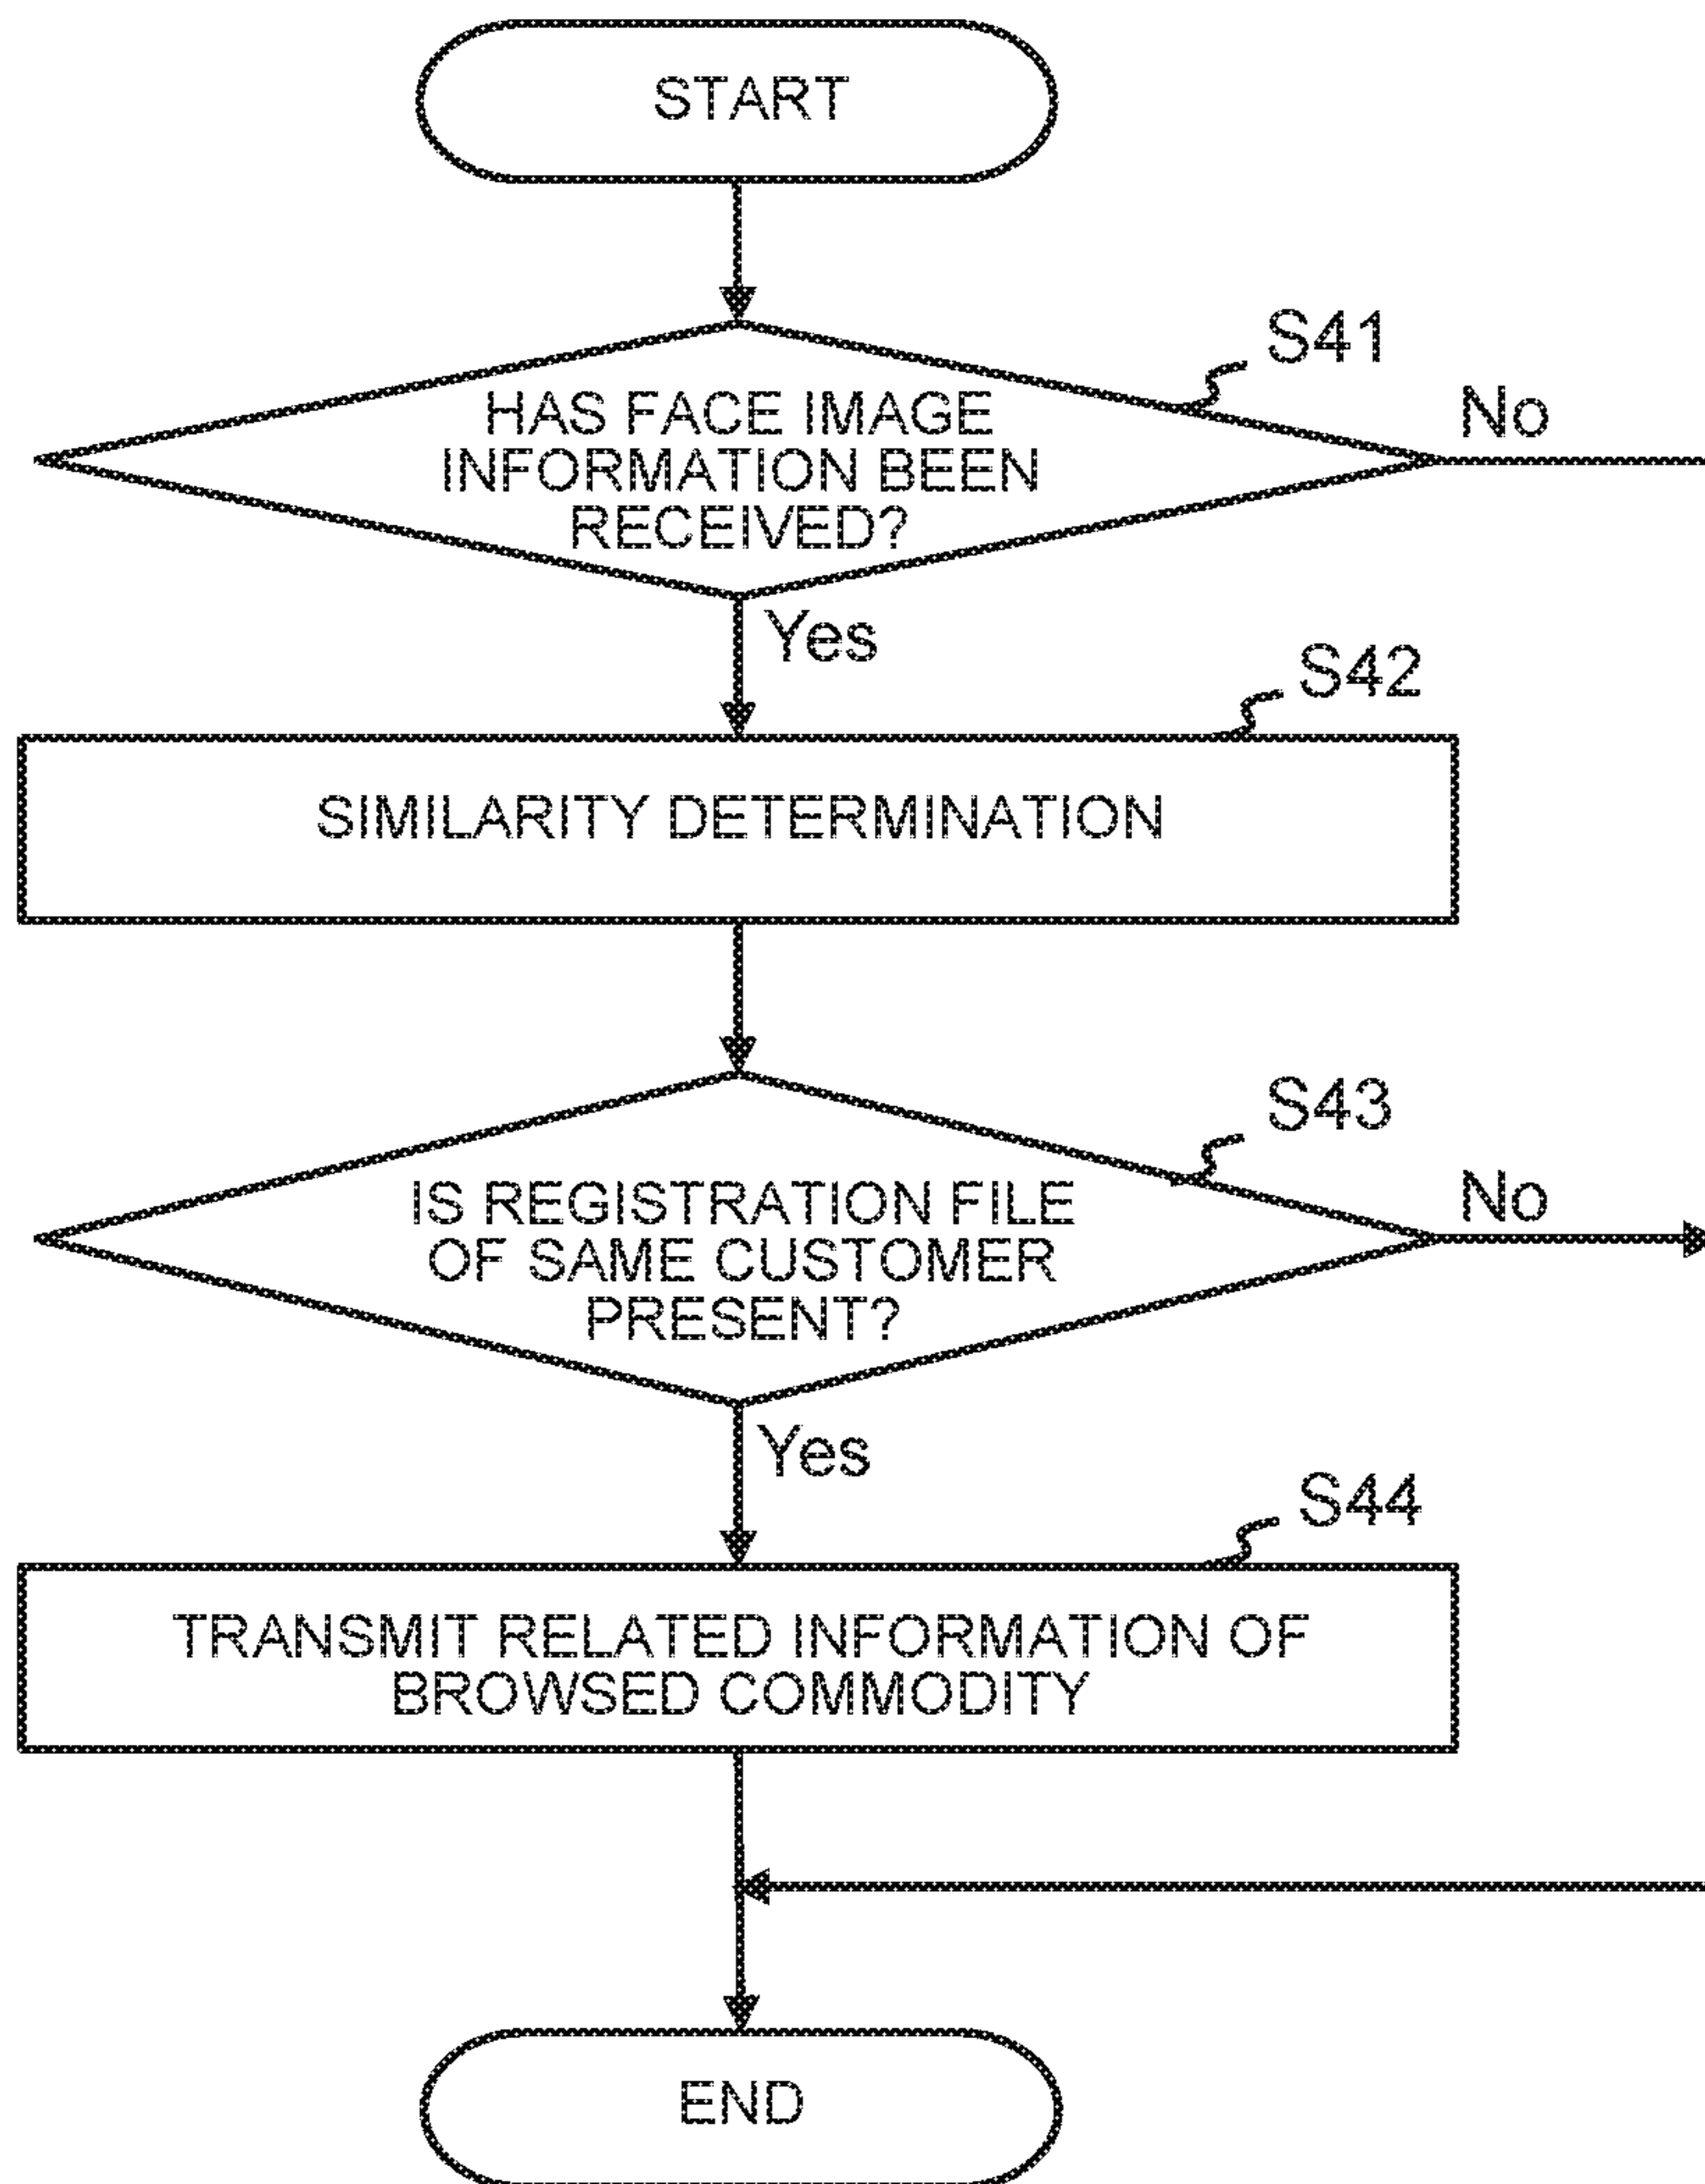 START
S41
HAS FACE IMAGE
INFORMATION BEEN
RECEIVED?
No
Yes
S42
SIMILARITY DETERMINATION
S43
IS REGISTRATION FILE
OF SAME CUSTOMER
PRESENT?
No
Yes
S44
TRANSMIT RELATED INFORMATION OF
BROWSED COMMODITY
END